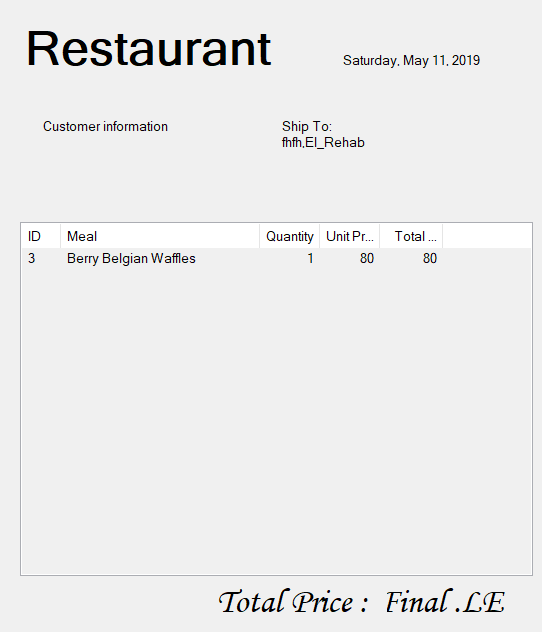 Restaurant
Saturday, May 11, 2019
Customer information
Ship To:
fhfh,El_Rehab
ID Meal Quantity Unit Pr... Total ...
3 Berry Belgian Waffles 1 80 80
Total Price : Final .LE